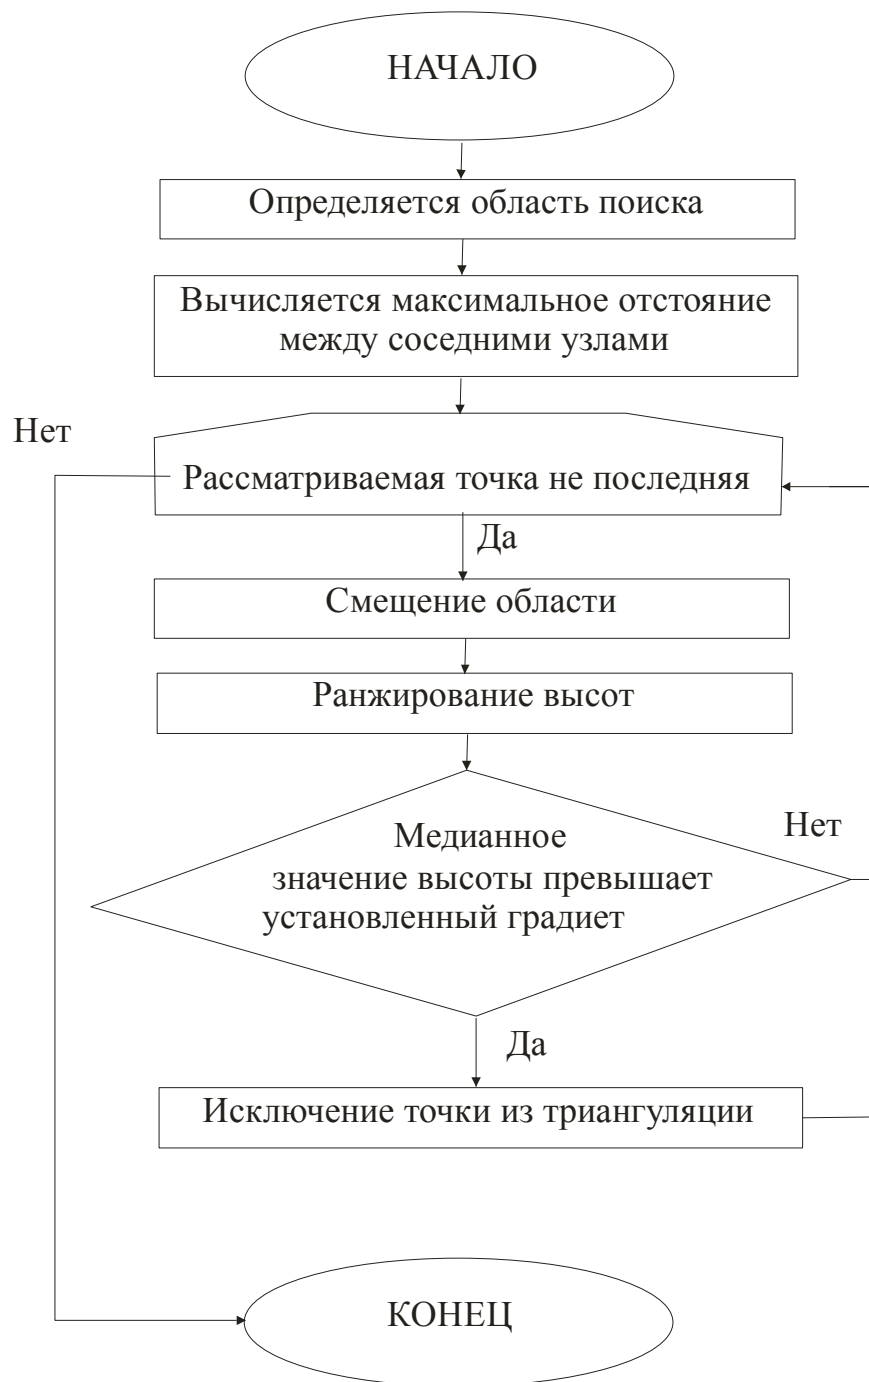 НАЧАЛО
Определяется область поиска
Вычисляется максимальное отстояние
между соседними узлами
Нет
Рассматриваемая точка не последняя
Да
Смещение области
Ранжирование высот
Нет
Медианное
значение высоты превышает
установленный градиет
Да
Исключение точки из триангуляции
КОНЕЦ